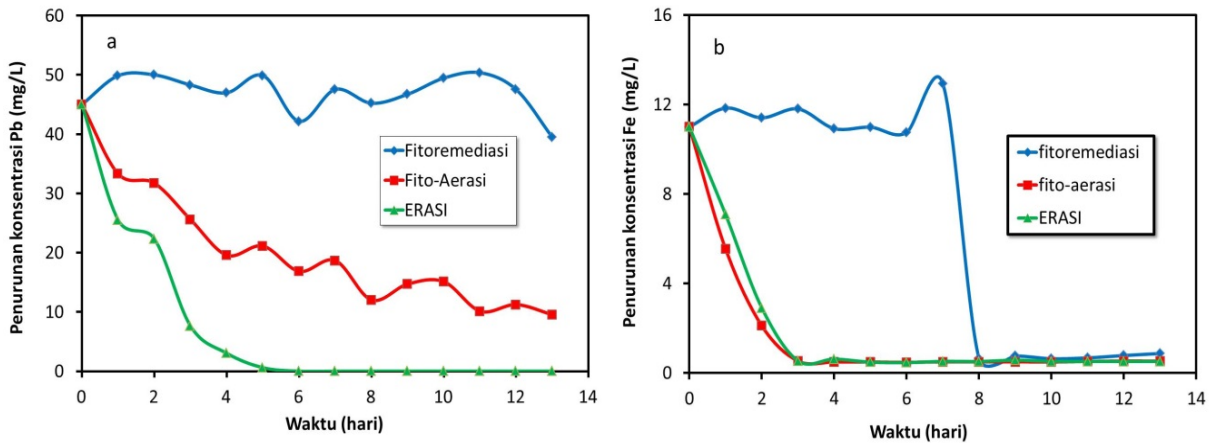 a
Penurunan konsentrasi Pb (mg/L)
60
50
40
30
20
10
0
Fitoremediasi
Fito-Aerasi
ERASI
0 2 4 6 8 10 12 14
Waktu (hari)
b
Penurunan konsentrasi Fe (mg/L)
16
12
8
4
0
fitoremediasi
fito-aerasi
ERASI
0 2 4 6 8 10 12 14
Waktu (hari)